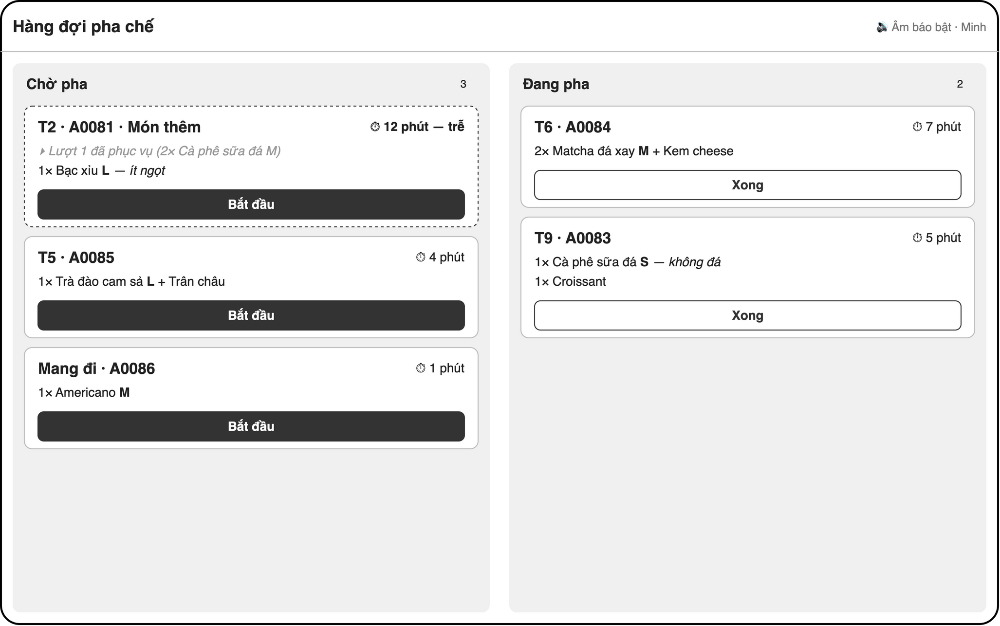 Hàng đợi pha chế
🔊 Âm báo bật · Minh
Chờ pha
3
T2 · A0081 · Món thêm
⏱ 12 phút — trễ
▸ Lượt 1 đã phục vụ (2× Cà phê sữa đá M)
1× Bạc xỉu L — ít ngọt
Bắt đầu
T5 · A0085
⏱ 4 phút
1× Trà đào cam sả L + Trân châu
Bắt đầu
Mang đi · A0086
⏱ 1 phút
1× Americano M
Bắt đầu
Đang pha
2
T6 · A0084
⏱ 7 phút
2× Matcha đá xay M + Kem cheese
Xong
T9 · A0083
⏱ 5 phút
1× Cà phê sữa đá S — không đá
1× Croissant
Xong